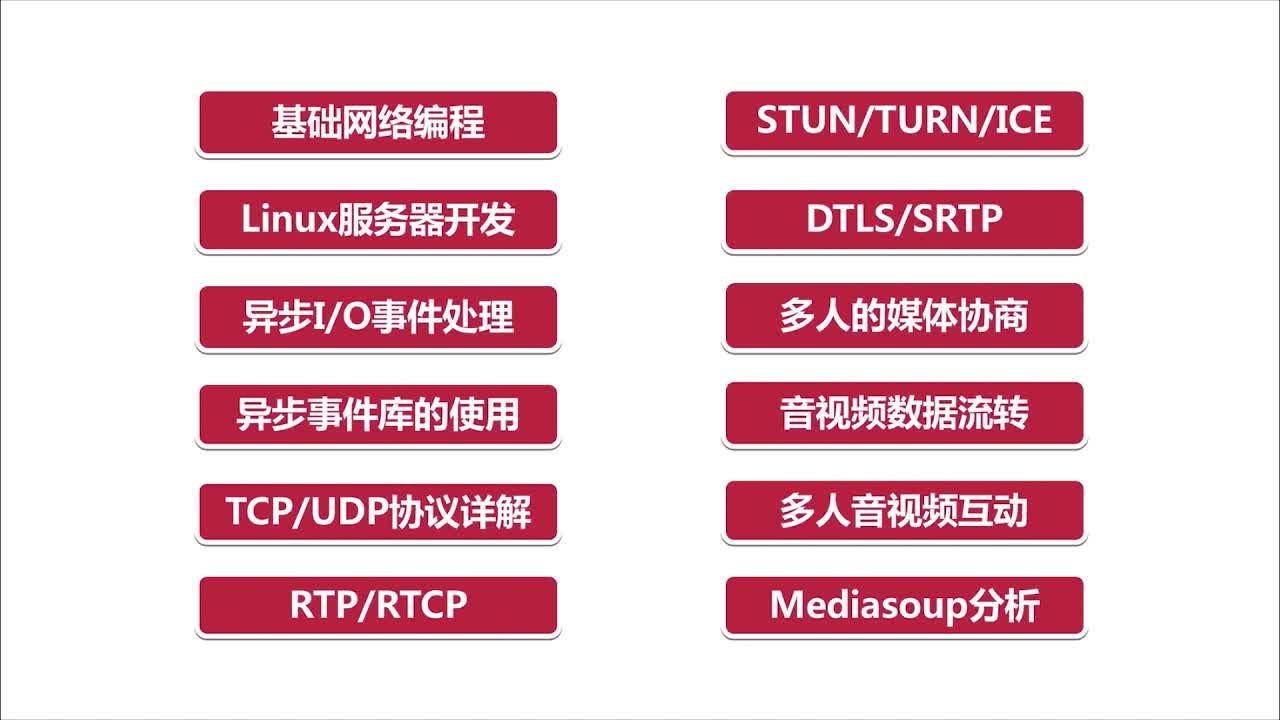 基础网络编程
Linux服务器开发
异步I/O事件处理
异步事件库的使用
TCP/UDP协议详解
RTP/RTCP
STUN/TURN/ICE
DTLS/SRTP
多人的媒体协商
音视频数据流转
多人音视频互动
Mediasoup分析